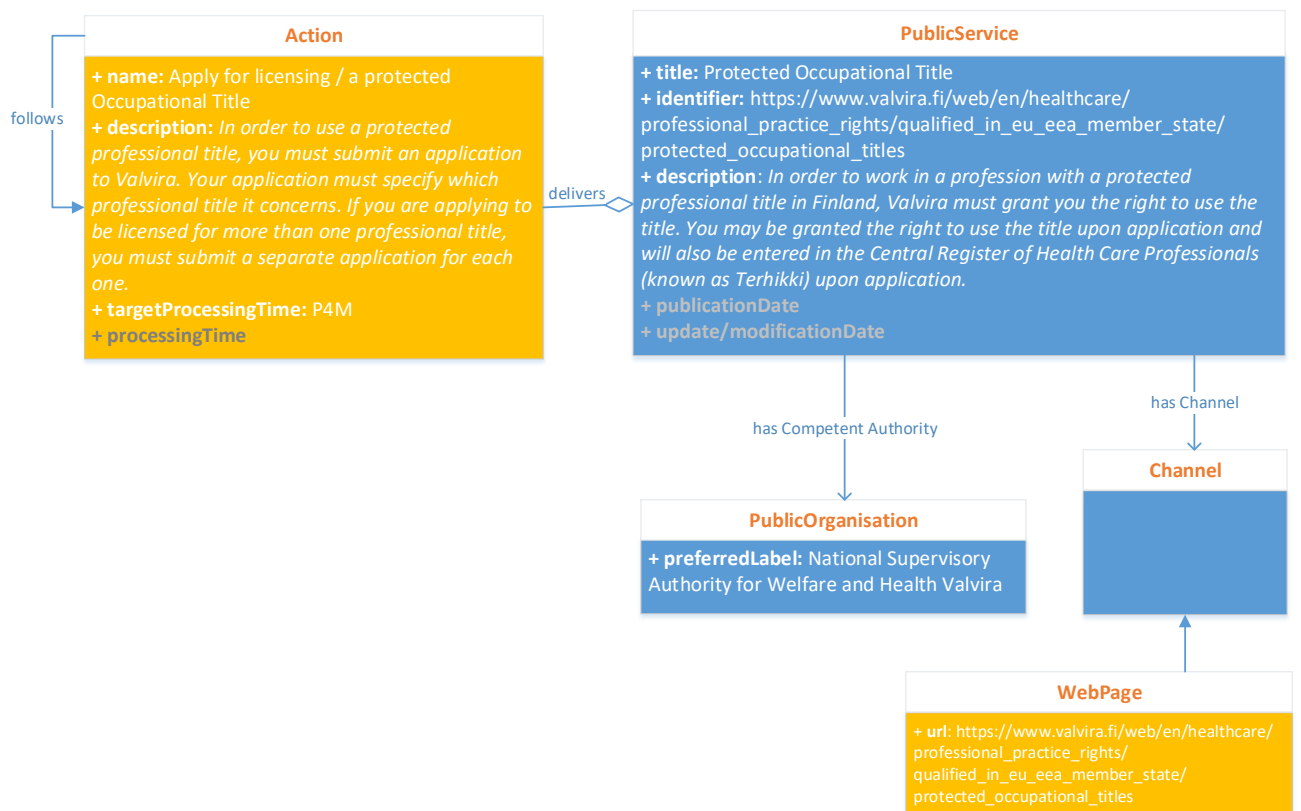 Action
+ name: Apply for licensing / a protected
Occupational Title
+ description: In order to use a protected
professional title, you must submit an application
to Valvira. Your application must specify which
professional title it concerns. If you are applying to
be licensed for more than one professional title,
you must submit a separate application for each
one.
+ targetProcessingTime: P4M
+ processingTime
follows
delivers
PublicService
+ title: Protected Occupational Title
+ identifier: https://www.valvira.fi/web/en/healthcare/
professional_practice_rights/qualified_in_eu_eea_member_state/
protected_occupational_titles
+ description: In order to work in a profession with a protected
professional title in Finland, Valvira must grant you the right to use the
title. You may be granted the right to use the title upon application and
will also be entered in the Central Register of Health Care Professionals
(known as Terhikki) upon application.
+ publicationDate
+ update/modificationDate
has Competent Authority
has Channel
PublicOrganisation
+ preferredLabel: National Supervisory
Authority for Welfare and Health Valvira
Channel
WebPage
+ url: https://www.valvira.fi/web/en/healthcare/
professional_practice_rights/
qualified_in_eu_eea_member_state/
protected_occupational_titles